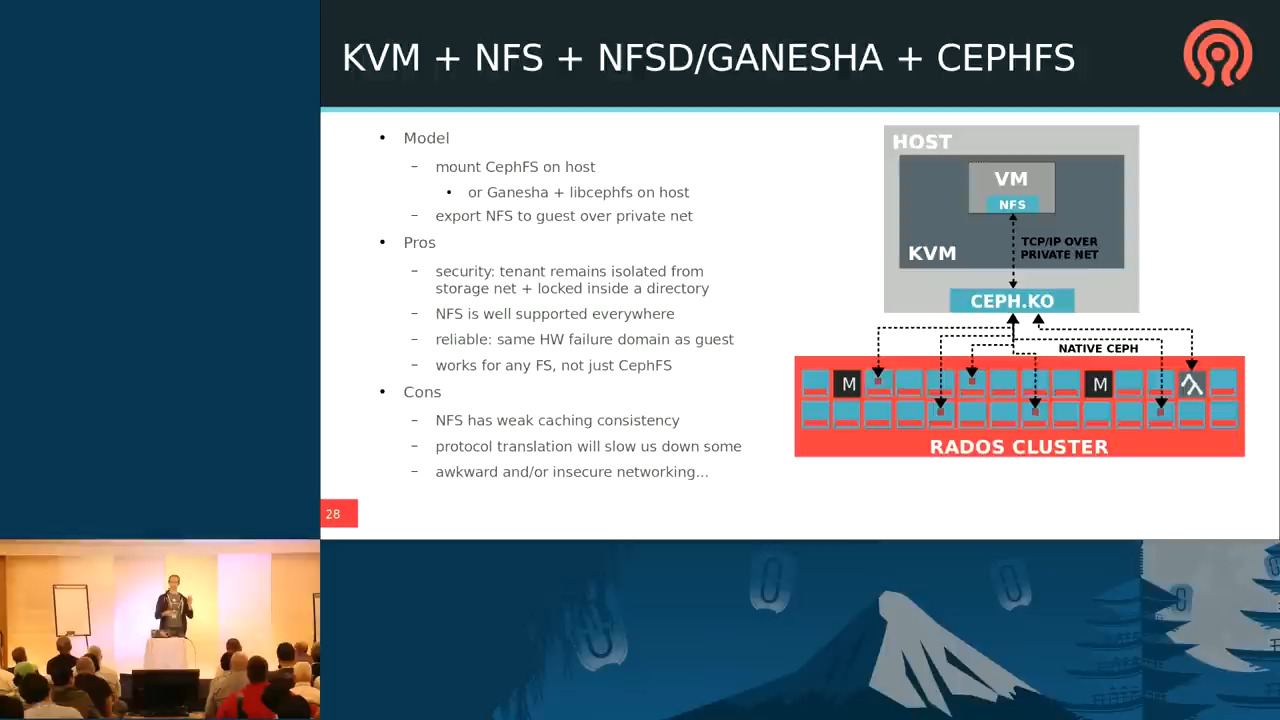 KVM + NFS + NFSD/GANESHA + CEPHFS
• Model
– mount CephFS on host
• or Ganesha + libcephfs on host
– export NFS to guest over private net
• Pros
– security: tenant remains isolated from
storage net + locked inside a directory
– NFS is well supported everywhere
– reliable: same HW failure domain as guest
– works for any FS, not just CephFS
• Cons
– NFS has weak caching consistency
– protocol translation will slow us down some
– awkward and/or insecure networking...
28
HOST
VM
NFS
TCP/IP OVER
PRIVATE NET
KVM
CEPH.KO
NATIVE CEPH
M
M
RADOS CLUSTER